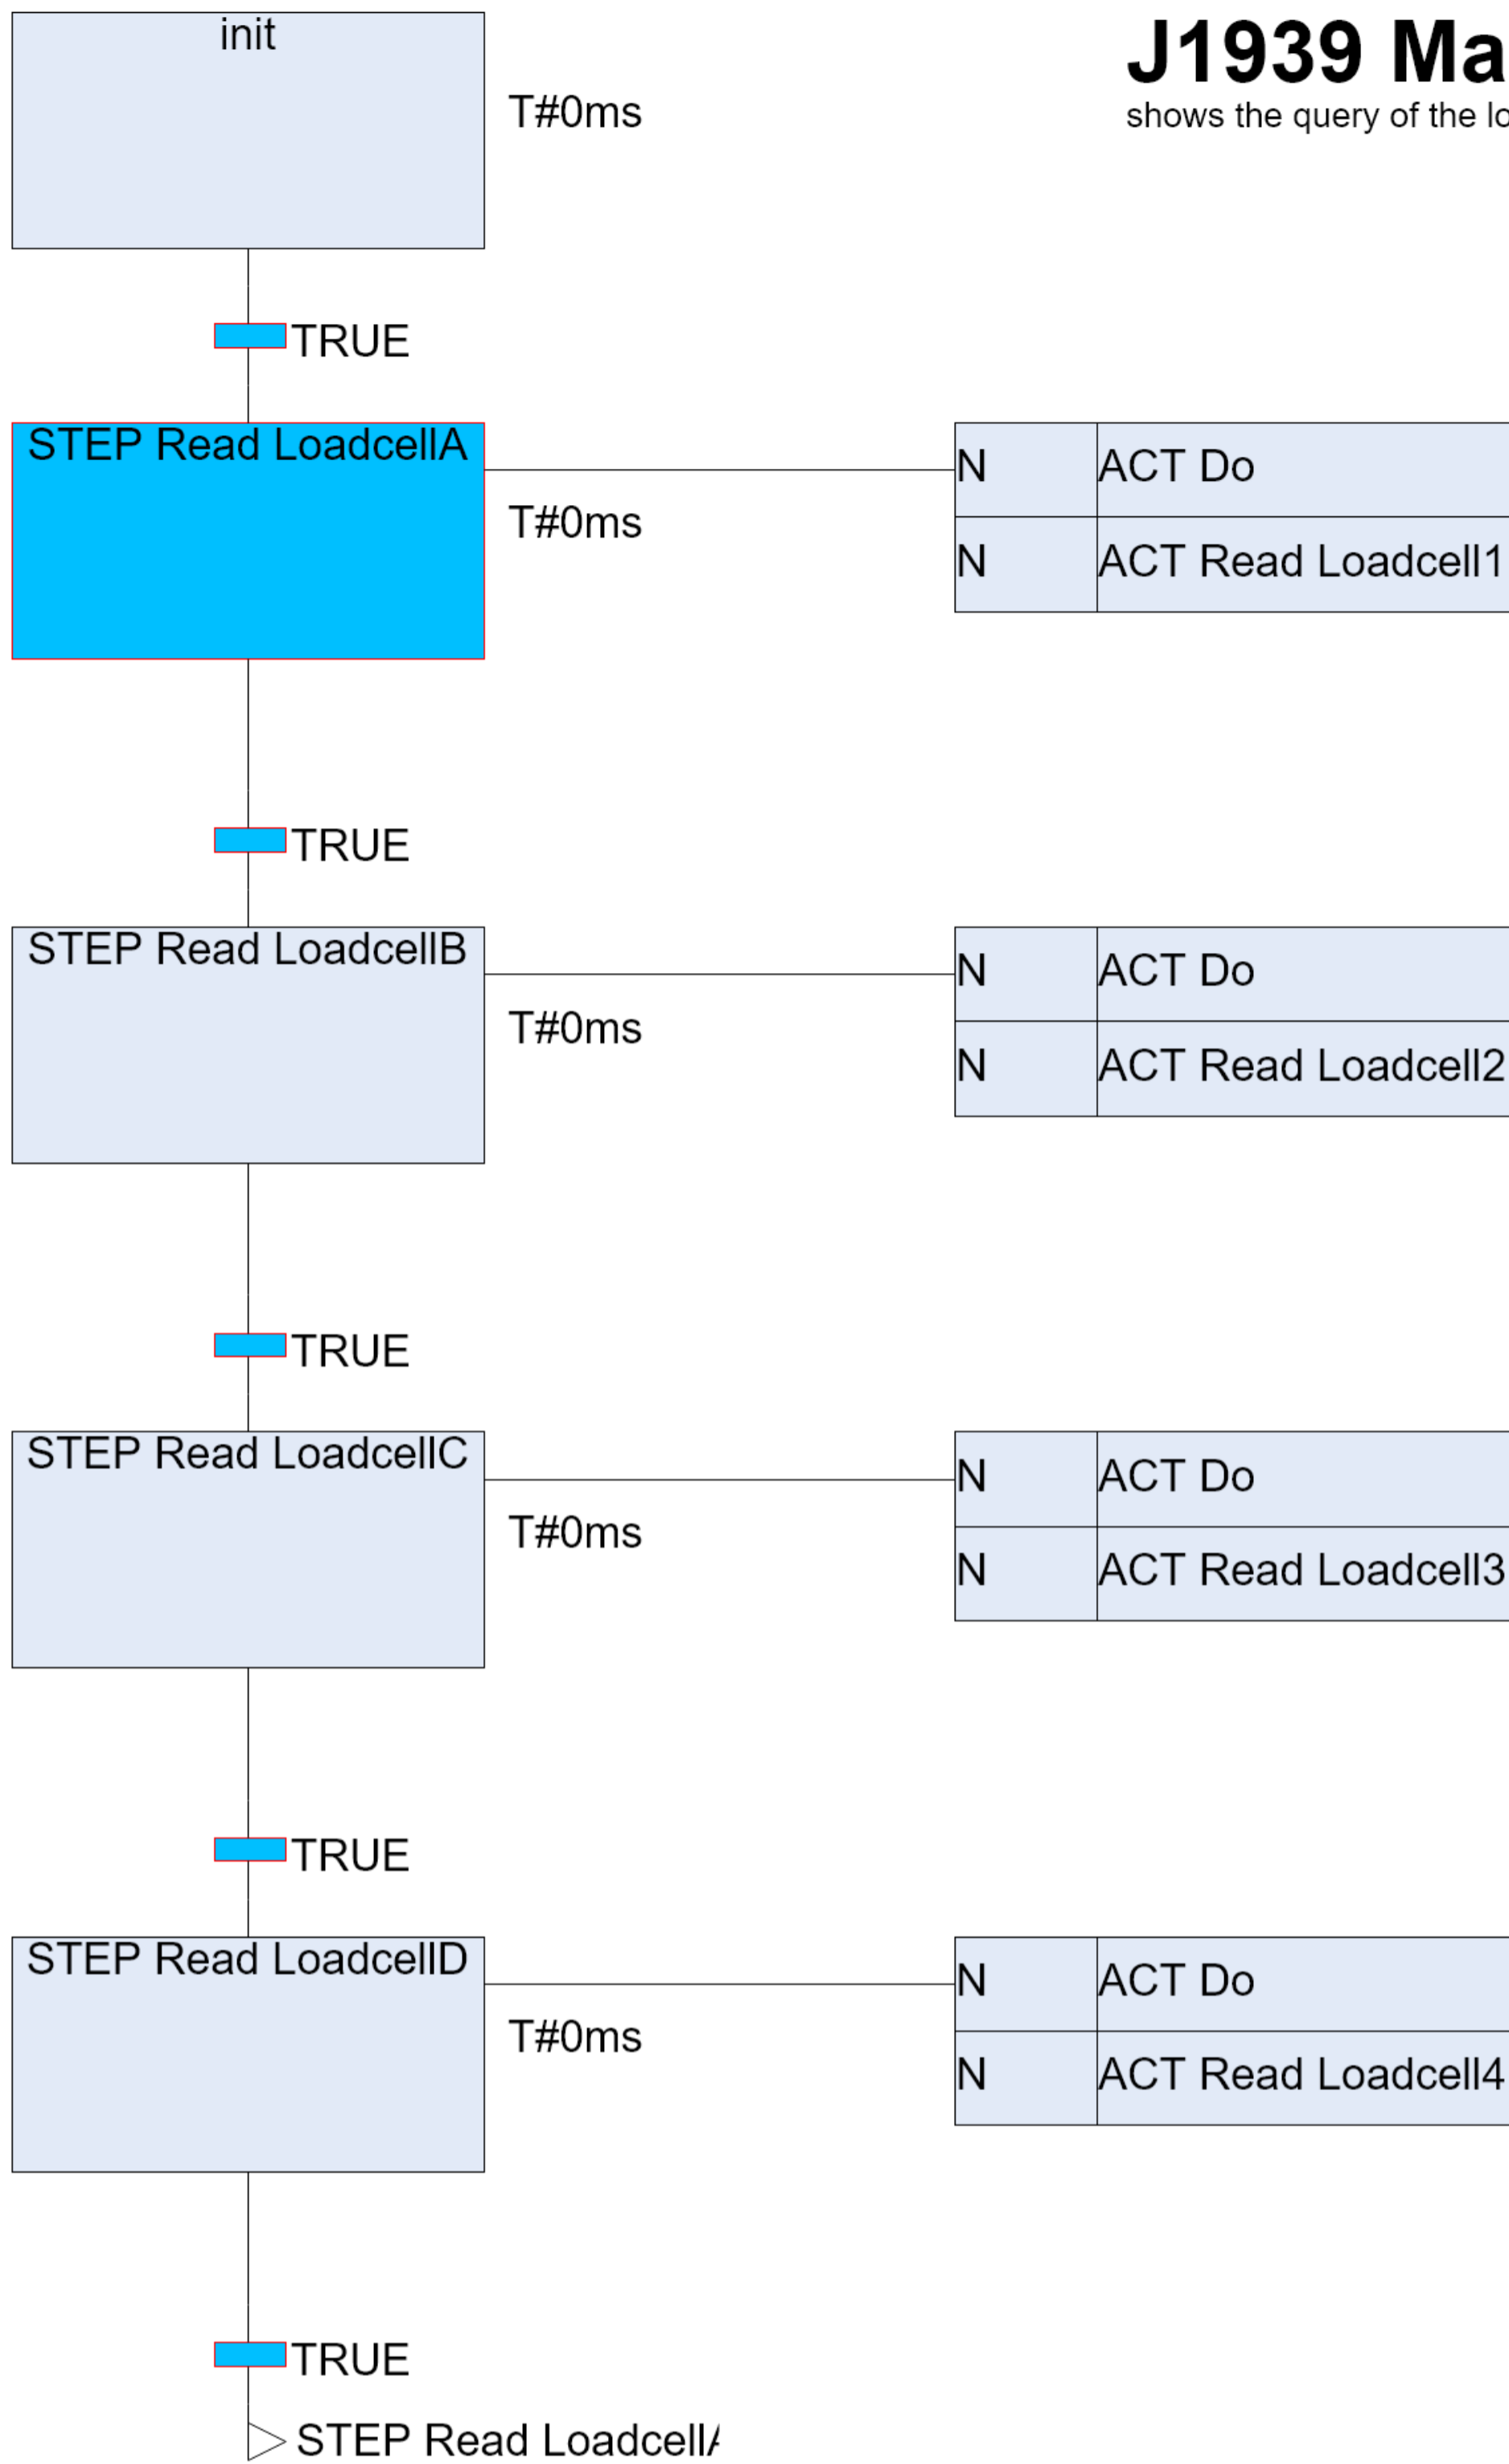 init
J1939 Ma
T#0ms
shows the query of the lo
TRUE
STEP Read LoadcellA
N ACT Do
T#0ms
N ACT Read Loadcell1
TRUE
STEP Read LoadcellB
N ACT Do
T#0ms
N ACT Read Loadcell2
TRUE
STEP Read LoadcellC
N ACT Do
T#0ms
N ACT Read Loadcell3
TRUE
STEP Read LoadcellD
N ACT Do
T#0ms
N ACT Read Loadcell4
TRUE
STEP Read LoadcellA